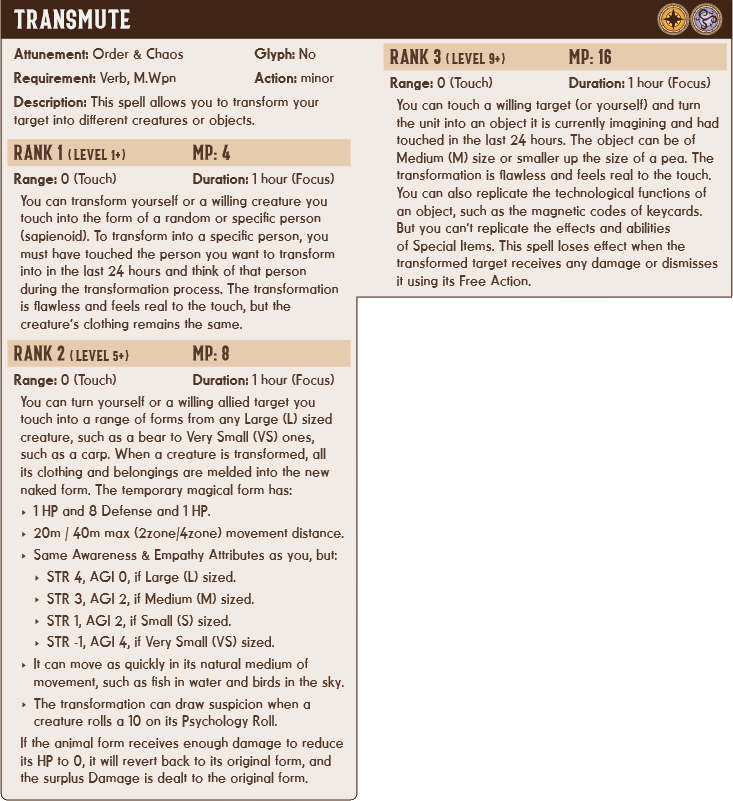 TRANSMUTE
Attunement: Order & Chaos
Glyph: No
Requirement: Verb, M.Wpn
Action: minor
Description: This spell allows you to transform your
target into different creatures or objects.
RANK 1 (LEVEL 1+)
MP: 4
Range: 0 (Touch)
Duration: 1 hour (Focus)
You can transform yourself or a willing creature you
touch into the form of a random or specific person
(sapienoid). To transform into a specific person, you
must have touched the person you want to transform
into in the last 24 hours and think of that person
during the transformation process. The transformation
is flawless and feels real to the touch, but the
creature's clothing remains the same.
RANK 2 (LEVEL 5+)
MP: 8
Range: 0 (Touch)
Duration: 1 hour (Focus)
You can turn yourself or a willing allied target you
touch into a range of forms from any Large (L) sized
creature, such as a bear to Very Small (VS) ones,
such as a carp. When a creature is transformed, all
its clothing and belongings are melded into the new
naked form. The temporary magical form has:
‣ 1 HP and 8 Defense and 1 HP.
‣ 20m / 40m max (2zone/4zone) movement distance.
‣ Same Awareness & Empathy Attributes as you, but:
‣ STR 4, AGI 0, if Large (L) sized.
‣ STR 3, AGI 2, if Medium (M) sized.
‣ STR 1, AGI 2, if Small (S) sized.
‣ STR -1, AGI 4, if Very Small (VS) sized.
‣ It can move as quickly in its natural medium of
movement, such as fish in water and birds in the sky.
‣ The transformation can draw suspicion when a
creature rolls a 10 on its Psychology Roll.
If the animal form receives enough damage to reduce
its HP to 0, it will revert back to its original form, and
the surplus Damage is dealt to the original form.
RANK 3 (LEVEL 9+)
MP: 16
Range: 0 (Touch)
Duration: 1 hour (Focus)
You can touch a willing target (or yourself) and turn
the unit into an object it is currently imagining and had
touched in the last 24 hours. The object can be of
Medium (M) size or smaller up the size of a pea. The
transformation is flawless and feels real to the touch.
You can also replicate the technological functions of
an object, such as the magnetic codes of keycards.
But you can't replicate the effects and abilities
of Special Items. This spell loses effect when the
transformed target receives any damage or dismisses
it using its Free Action.